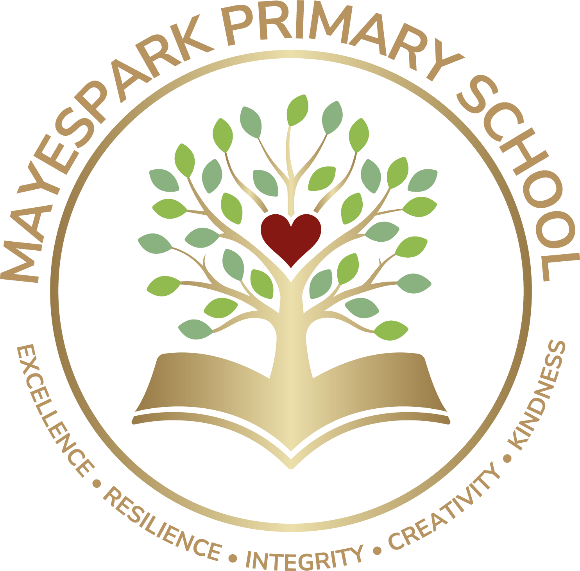 MAYESPARK PRIMARY SCHOOL
EXCELLENCE • RESILIENCE • INTEGRITY • CREATIVITY • KINDNESS